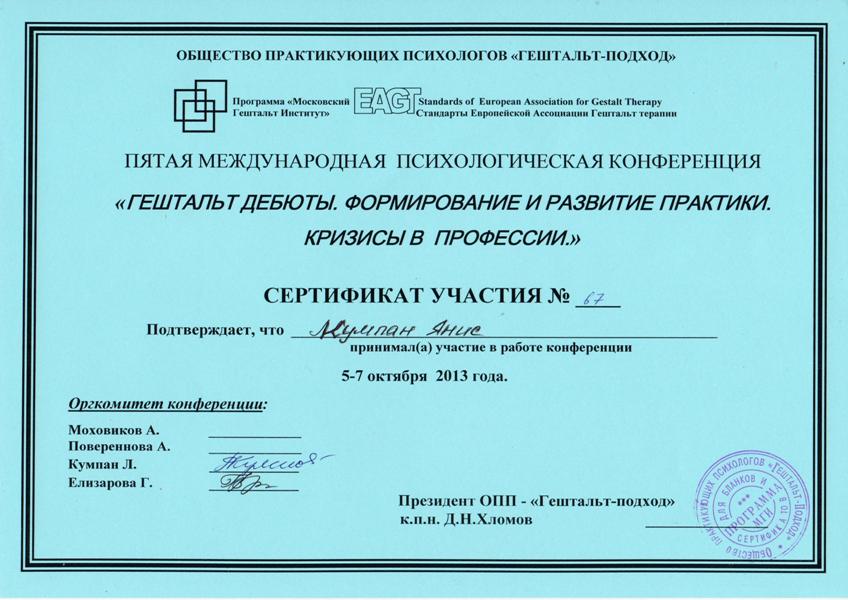 ОБЩЕСТВО ПРАКТИКУЮЩИХ ПСИХОЛОГОВ «ГЕШТАЛЬТ-ПОДХОД»
Программа «Московский
Гештальт Институт»
EAGT
Standards of European Association for Gestalt Therapy
Стандарты Европейской Ассоциации Гештальт терапии
ПЯТАЯ МЕЖДУНАРОДНАЯ ПСИХОЛОГИЧЕСКАЯ КОНФЕРЕНЦИЯ
«ГЕШТАЛЬТ ДЕБЮТЫ. ФОРМИРОВАНИЕ И РАЗВИТИЕ ПРАКТИКИ.
КРИЗИСЫ В ПРОФЕССИИ.»
СЕРТИФИКАТ УЧАСТИЯ № 67
Подтверждает, что Кумпан Янис
принимал(а) участие в работе конференции
5-7 октября 2013 года.
Оргкомитет конференции:
Моховиков А.
Повереннова А.
Кумпан Л.
Елизарова Г.
Президент ОПП - «Гештальт-подход»
к.п.н. Д.Н.Хломов
Общество практикующих психологов «Гештальт-Подход»
для бланков и сертификатов
*** ПРОГРАММА МГИ